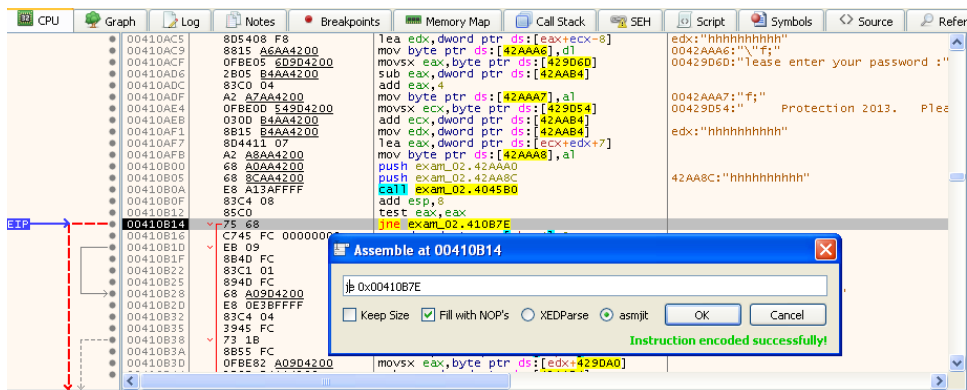 CPU Graph Log Notes Breakpoints Memory Map Call Stack SEH Script Symbols Source Refer
00410AC5 8D5408 F8 lea edx,dword ptr ds:[eax+ecx-8] edx:"hhhhhhhhhhh"
00410AC9 8815 A6AA4200 mov byte ptr ds:[42AAA6],dl 0042AAA6:"\"f;"
00410ACF 0FBE05 6D9D4200 movsx eax,byte ptr ds:[429D6D] 00429D6D:"lease enter your password :"
00410AD6 2B05 B4AA4200 sub eax,dword ptr ds:[42AAB4]
00410ADC 83C0 04 add eax,4
00410ADF A2 A7AA4200 mov byte ptr ds:[42AAA7],al 0042AAA7:"f;"
00410AE4 0FBE0D 549D4200 movsx ecx,byte ptr ds:[429D54] 00429D54:" Protection 2013. Plea
00410AEB 030D B4AA4200 add ecx,dword ptr ds:[42AAB4]
00410AF1 8B15 B4AA4200 mov edx,dword ptr ds:[42AAB4] edx:"hhhhhhhhhhh"
00410AF7 8D4411 07 lea eax,dword ptr ds:[ecx+edx+7]
00410AFB A2 A8AA4200 mov byte ptr ds:[42AAA8],al
00410B00 68 A0AA4200 push exam_02.42AAA0
00410B05 68 8CAA4200 push exam_02.42AA8C 42AA8C:"hhhhhhhhhhh"
00410B0A E8 A13AFFFF call exam_02.4045B0
00410B0F 83C4 08 add esp,8
00410B12 85C0 test eax,eax
EIP 00410B14 75 68 jne exam_02.410B7E
00410B16 C745 FC 0000000
00410B1D EB 09
00410B1F 8B4D FC
00410B22 83C1 01
00410B25 894D FC
00410B28 68 A09D4200
00410B2D E8 0E3BFFFF
00410B32 83C4 04
00410B35 3945 FC
00410B38 73 1B
00410B3A 8B55 FC
00410B3D 0FBE82 A09D4200 movsx eax,byte ptr ds:[edx+429DA0]
Assemble at 00410B14
je 0x00410B7E
Keep Size Fill with NOP's XEDParse asmjit OK Cancel
Instruction encoded successfully!